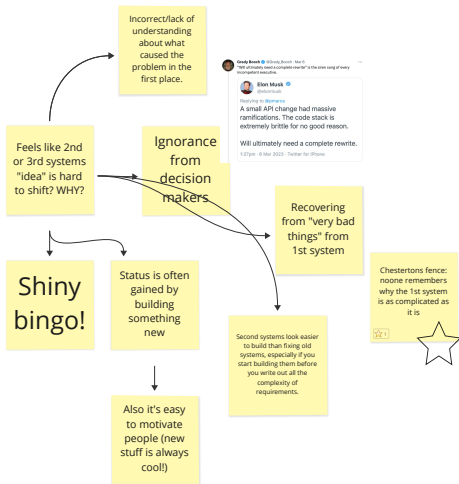 Incorrect/lack of
understanding
about what
caused the
problem in the
first place.
Grady Booch @Grady_Booch · Mar 6
"Will ultimately need a complete rewrite" is the siren song of every
incompetent executive.
Elon Musk
@elonmusk
Replying to
A small API change had massive
ramifications. The code stack is
extremely brittle for no good reason.
Will ultimately need a complete rewrite.
1:57pm · 6 Mar 2023 · Twitter for iPhone
Feels like 2nd
or 3rd systems
"idea" is hard
to shift? WHY?
Ignorance
from
decision
makers
Recovering
from "very bad
things" from
1st system
Shiny
bingo!
Status is often
gained by
building
something
new
Chestertons fence:
noone remembers
why the 1st system
is as complicated as
it is
1
Second systems look easier
to build than fixing old
systems, especially if you
start building them before
you write out all the
complexity of
requirements.
Also it's easy
to motivate
people (new
stuff is always
cool!)